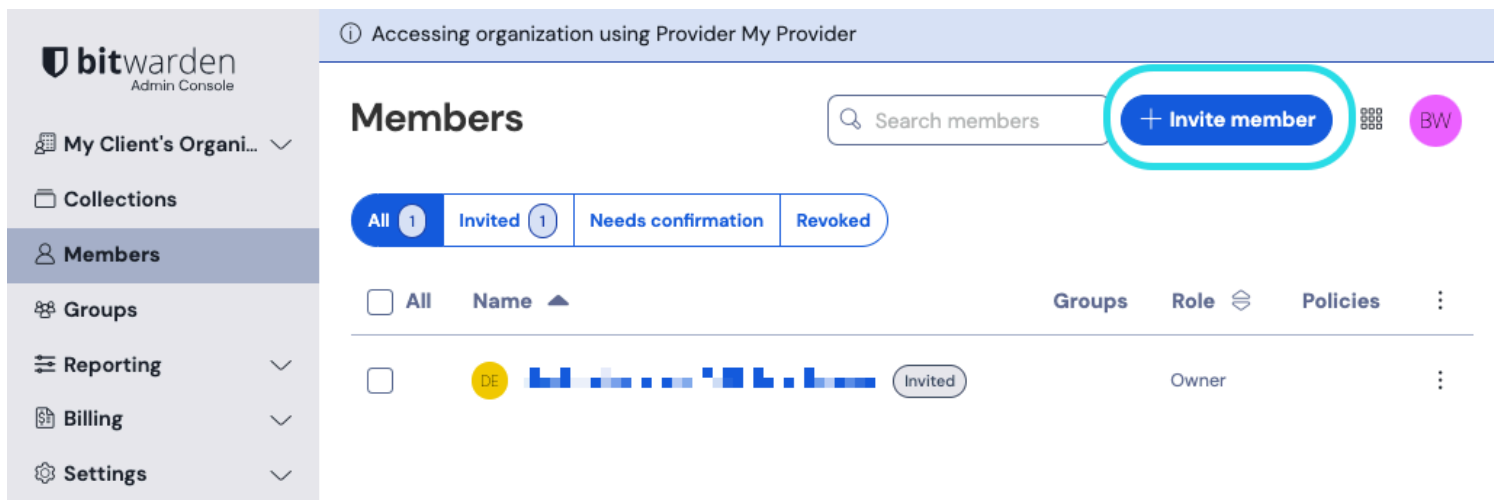 bitwarden
Admin Console
My Client's Organi...
Collections
Members
Groups
Reporting
Billing
Settings
Accessing organization using Provider My Provider
Members
Search members
+ Invite member
BW
All 1
Invited 1
Needs confirmation
Revoked
All Name Groups Role Policies
DE Invited Owner